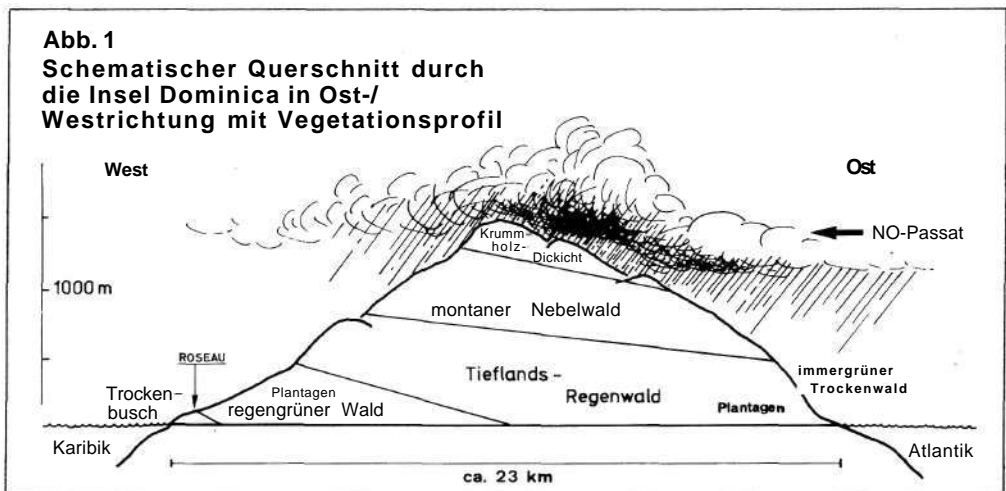 Abb. 1
Schematischer Querschnitt durch
die Insel Dominica in Ost-/
Westrichtung mit Vegetationsprofil
West
Ost
NO-Passat
Krumm-
holz-
Dickicht
1000 m
montaner Nebelwald
ROSEAU
Tieflands -
Regenwald
immergrüner
Trockenwald
Trocken-
busch
Plantagen
regengrüner Wald
Plantagen
Karibik
Atlantik
ca. 23 km